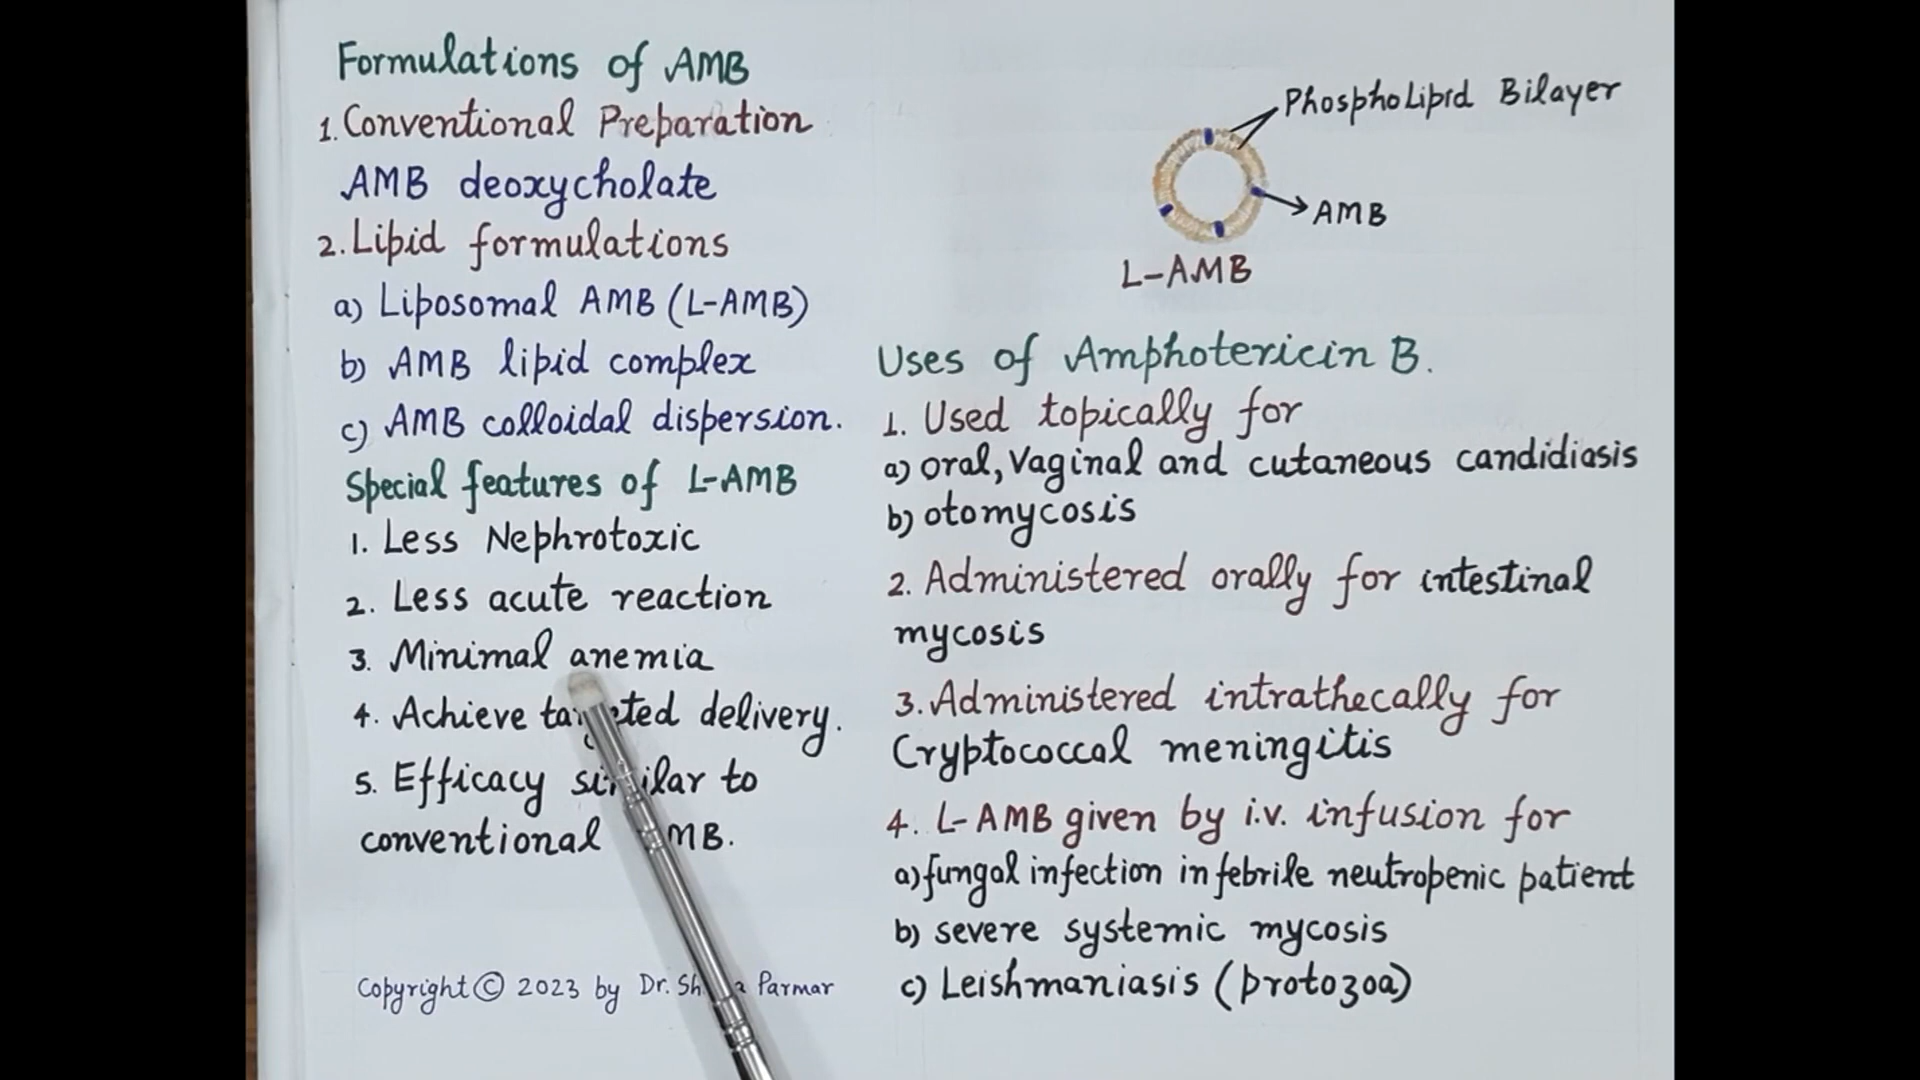 Formulations of AMB
1. Conventional Preparation
AMB deoxycholate
2. Lipid formulations
a) Liposomal AMB (L-AMB)
b) AMB lipid complex
c) AMB colloidal dispersion.
Special features of L-AMB
1. Less Nephrotoxic
2. Less acute reaction
3. Minimal anemia
4. Achieve targeted delivery.
5. Efficacy similar to
conventional AMB.
Copyright © 2023 by Dr. Parmar
Phospholipid Bilayer
AMB
L-AMB
Uses of Amphotericin B.
1. Used topically for
a) oral, Vaginal and cutaneous candidiasis
b) otomycosis
2. Administered orally for intestinal
mycosis
3. Administered intrathecally for
Cryptococcal meningitis
4. L-AMB given by i.v. infusion for
a) fungal infection in febrile neutropenic patient
b) severe systemic mycosis
c) Leishmaniasis (protozoa)